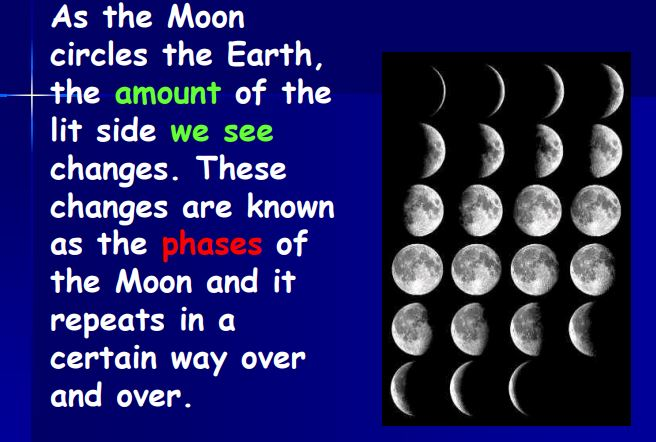 As the Moon
circles the Earth,
the amount of the
lit side we see
changes. These
changes are known
as the phases of
the Moon and it
repeats in a
certain way over
and over.